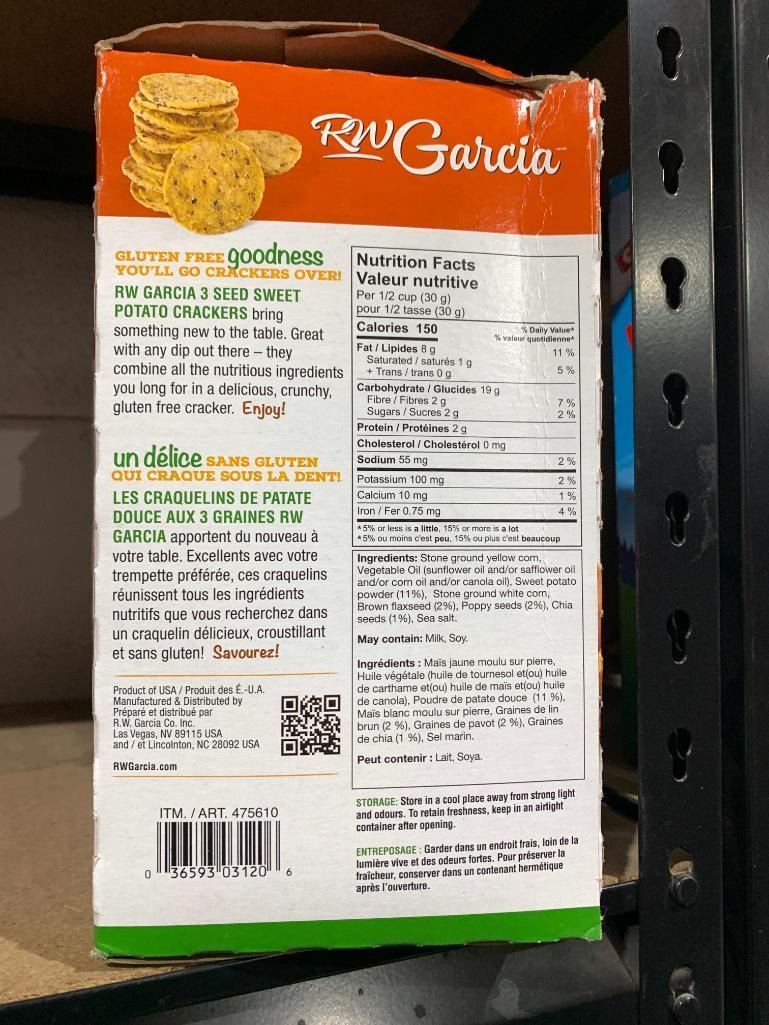 RW Garcia
GLUTEN FREE goodness
YOU'LL GO CRACKERS OVER!
RW GARCIA 3 SEED SWEET
POTATO CRACKERS bring
something new to the table. Great
with any dip out there – they
combine all the nutritious ingredients
you long for in a delicious, crunchy,
gluten free cracker. Enjoy!
un délice SANS GLUTEN
QUI CRAQUE SOUS LA DENT!
LES CRAQUELINS DE PATATE
DOUCE AUX 3 GRAINES RW
GARCIA apportent du nouveau à
votre table. Excellents avec votre
trempette préférée, ces craquelins
réunissent tous les ingrédients
nutritifs que vous recherchez dans
un craquelin délicieux, croustillant
et sans gluten! Savourez!
Product of USA / Produit des É.-U.A.
Manufactured & Distributed by
Préparé et distribué par
R.W. Garcia Co. Inc.
Las Vegas, NV 89115 USA
and / et Lincolnton, NC 28092 USA
RWGarcia.com
ITM. / ART. 475610
0 36593 03120 6
Nutrition Facts
Valeur nutritive
Per 1/2 cup (30 g)
pour 1/2 tasse (30 g)
Calories 150 % Daily Value*
% valeur quotidienne*
Fat / Lipides 8 g 11 %
Saturated / saturés 1 g
+ Trans / trans 0 g 5 %
Carbohydrate / Glucides 19 g
Fibre / Fibres 2 g 7 %
Sugars / Sucres 2 g 2 %
Protein / Protéines 2 g
Cholesterol / Cholestérol 0 mg
Sodium 55 mg 2 %
Potassium 100 mg 2 %
Calcium 10 mg 1 %
Iron / Fer 0.75 mg 4 %
*5% or less is a little, 15% or more is a lot
*5% ou moins c'est peu, 15% ou plus c'est beaucoup
Ingredients: Stone ground yellow corn,
Vegetable Oil (sunflower oil and/or safflower oil
and/or corn oil and/or canola oil), Sweet potato
powder (11%), Stone ground white corn,
Brown flaxseed (2%), Poppy seeds (2%), Chia
seeds (1%), Sea salt.
May contain: Milk, Soy.
Ingrédients : Maïs jaune moulu sur pierre,
Huile végétale (huile de tournesol et(ou) huile
de carthame et(ou) huile de maïs et(ou) huile
de canola), Poudre de patate douce (11 %),
Maïs blanc moulu sur pierre, Graines de lin
brun (2 %), Graines de pavot (2 %), Graines
de chia (1 %), Sel marin.
Peut contenir : Lait, Soya.
STORAGE: Store in a cool place away from strong light
and odours. To retain freshness, keep in an airtight
container after opening.
ENTREPOSAGE : Garder dans un endroit frais, loin de la
lumière vive et des odeurs fortes. Pour préserver la
fraîcheur, conserver dans un contenant hermétique
après l'ouverture.